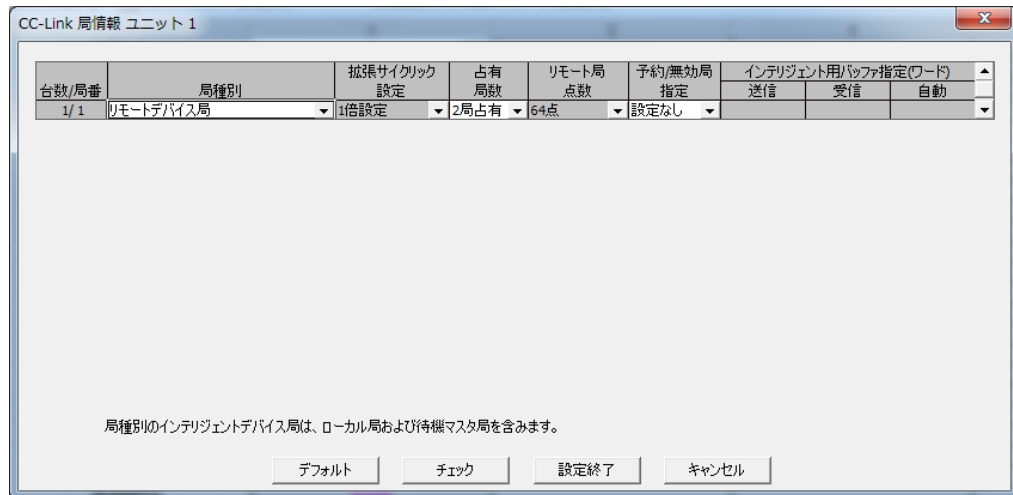 CC-Link 局情報 ユニット 1
台数/局番 局種別 拡張サイクリック設定 占有局数 リモート局点数 予約/無効局指定 インテリジェント用バッファ指定(ワード) 送信 受信 自動
1/ 1 リモートデバイス局 1倍設定 2局占有 64点 設定なし
局種別のインテリジェントデバイス局は、ローカル局および待機マスタ局を含みます。
デフォルト チェック 設定終了 キャンセル